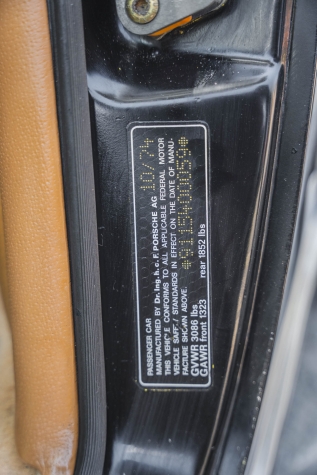 PASSENGER CAR
MANUFACTURED BY Dr. Ing. h. c. F. PORSCHE AG 10/74
THIS VEHICLE CONFORMS TO ALL APPLICABLE FEDERAL MOTOR
VEHICLE SAFETY STANDARDS IN EFFECT ON THE DATE OF MANU-
FACTURE SHOWN ABOVE. *9115400059*
GVWR 3086 lbs
GAWR front 1323 rear 1852 lbs